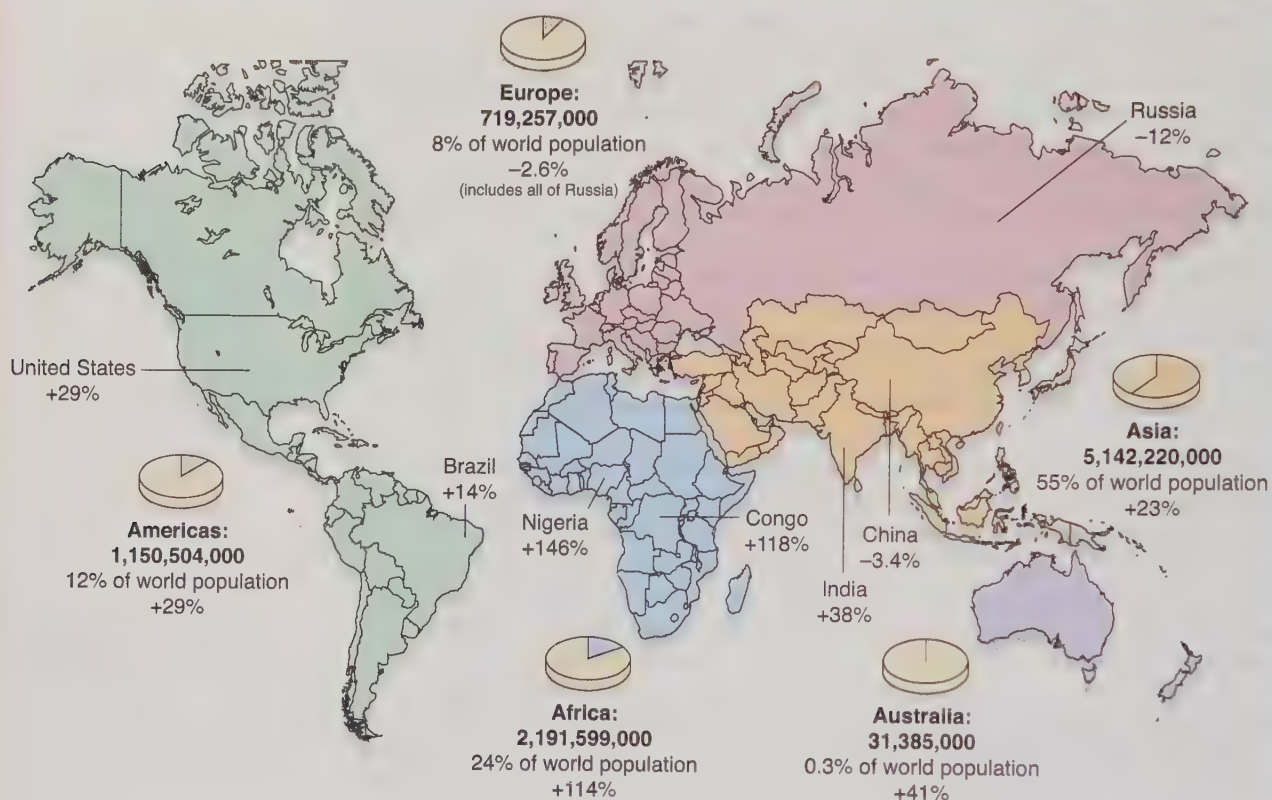 Europe:
719,257,000
8% of world population
–2.6%
(includes all of Russia)
Russia
–12%
United States
+29%
Asia:
5,142,220,000
55% of world population
+23%
Brazil
+14%
Americas:
1,150,504,000
12% of world population
+29%
Nigeria
+146%
Congo
+118%
China
–3.4%
India
+38%
Africa:
2,191,599,000
24% of world population
+114%
Australia:
31,385,000
0.3% of world population
+41%